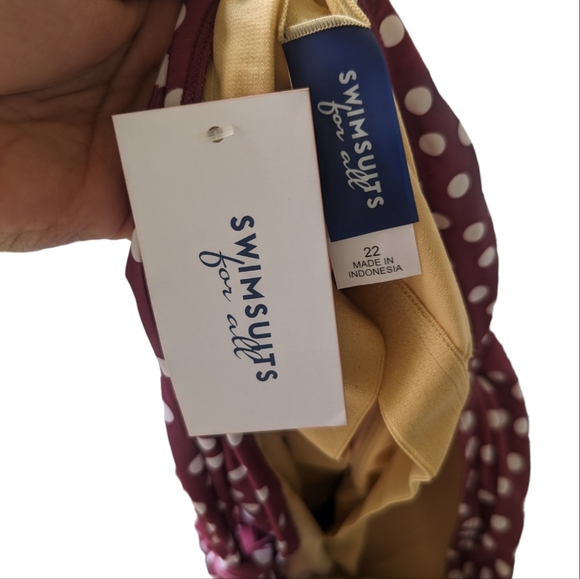 SWIMSUITS
for all
SWIMSUITS
for all
22
MADE IN
INDONESIA